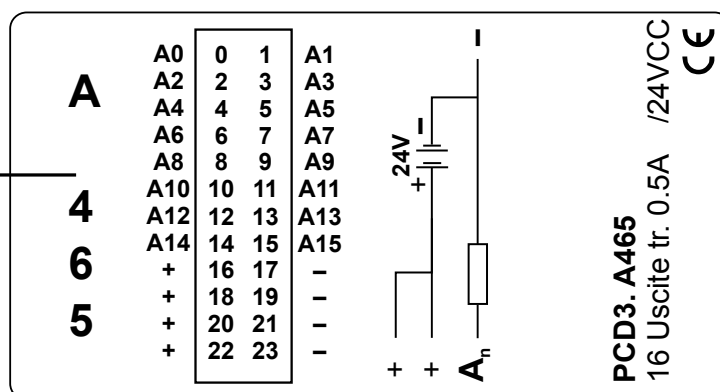 A
4
6
5
A0 0 1 A1
A2 2 3 A3
A4 4 5 A5
A6 6 7 A7
A8 8 9 A9
A10 10 11 A11
A12 12 13 A13
A14 14 15 A15
+ 16 17 –
+ 18 19 –
+ 20 21 –
+ 22 23 –
–
–
24V
+
+ + An
PCD3. A465
16 Uscite tr. 0.5A /24VCC
CE